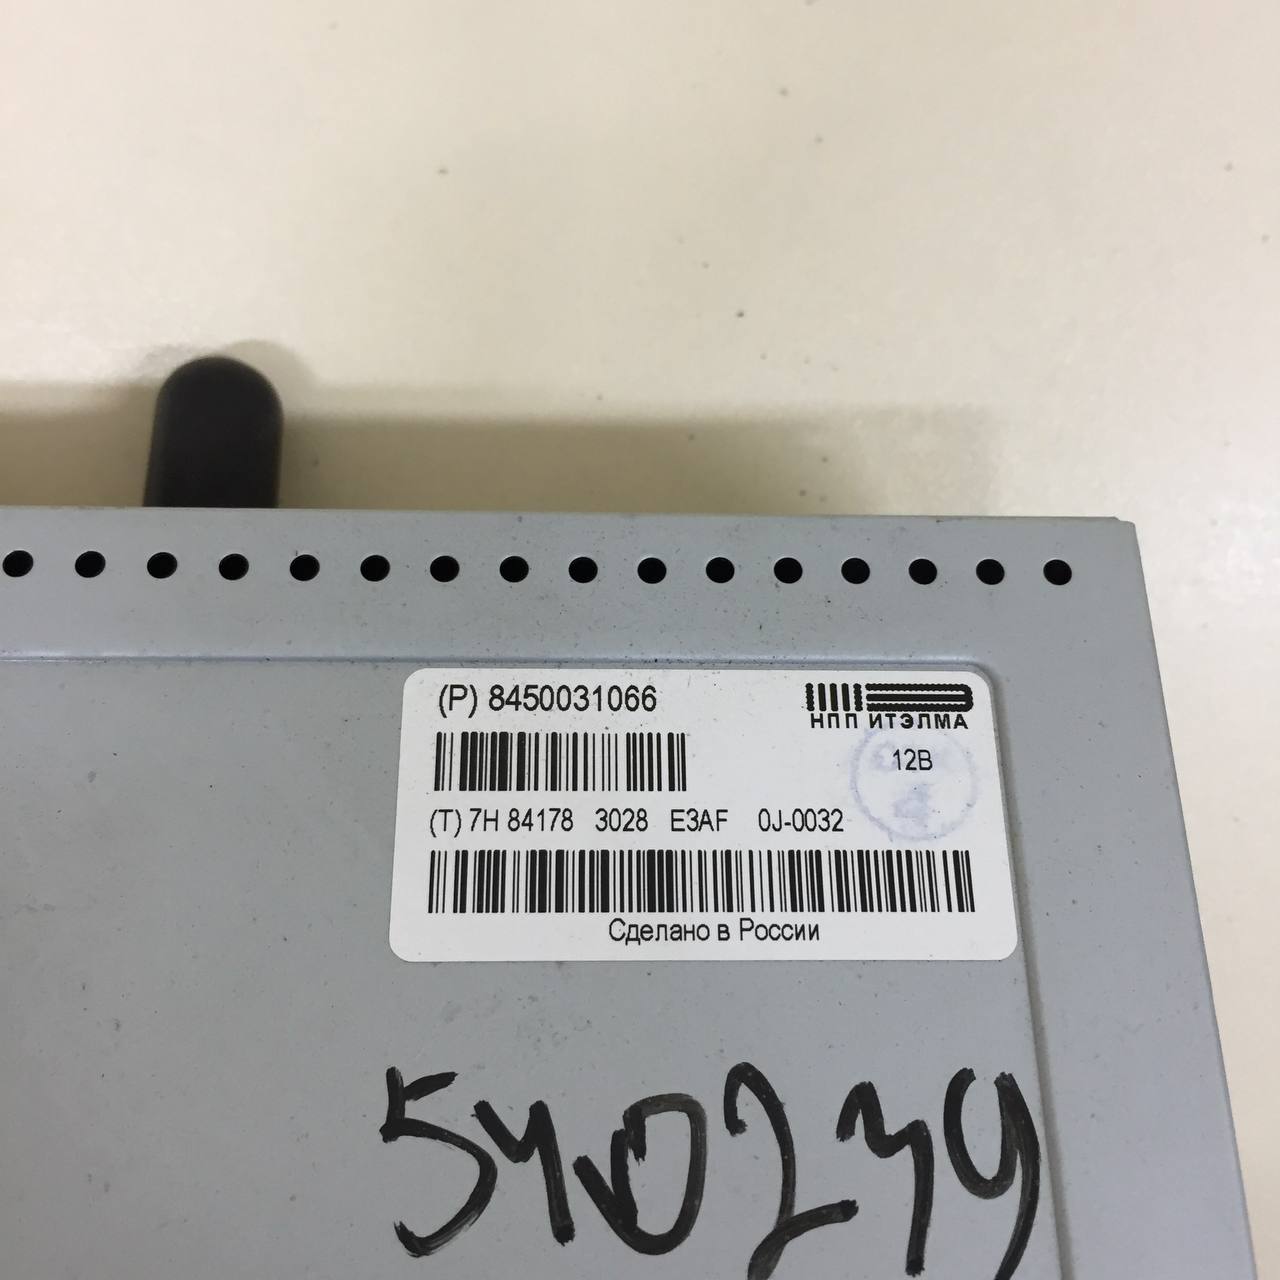 (P) 8450031066
НПП ИТЭЛМА
12В
(T) 7H 84178 3028 E3AF 0J-0032
Сделано в России
540239